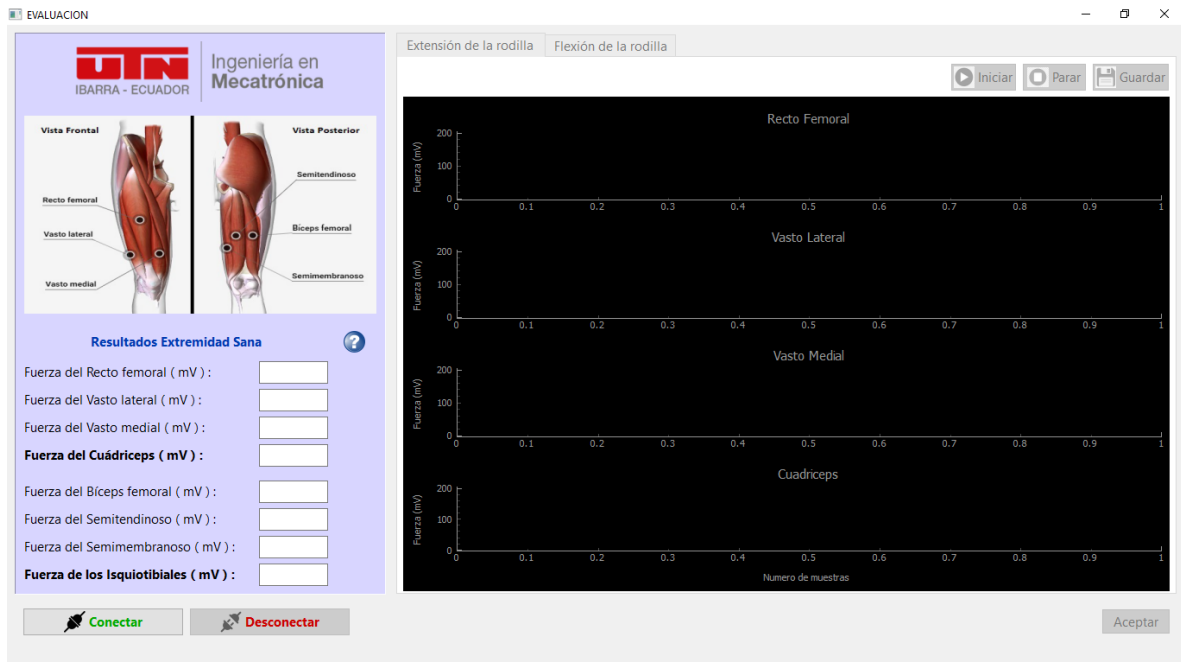 EVALUACION
UTN
IBARRA - ECUADOR
Ingeniería en
Mecatrónica
Vista Frontal
Vista Posterior
Semitendinoso
Recto femoral
Vasto lateral
Bíceps femoral
Vasto medial
Semimembranoso
Resultados Extremidad Sana
?
Fuerza del Recto femoral ( mV ) :
Fuerza del Vasto lateral ( mV ) :
Fuerza del Vasto medial ( mV ) :
Fuerza del Cuádriceps ( mV ) :
Fuerza del Bíceps femoral ( mV ) :
Fuerza del Semitendinoso ( mV ) :
Fuerza del Semimembranoso ( mV ) :
Fuerza de los Isquiotibiales ( mV ) :
Conectar
Desconectar
Extensión de la rodilla
Flexión de la rodilla
Iniciar
Parar
Guardar
Recto Femoral
Fuerza (mV)
200
100
0
0 0.1 0.2 0.3 0.4 0.5 0.6 0.7 0.8 0.9 1
Vasto Lateral
Fuerza (mV)
200
100
0
0 0.1 0.2 0.3 0.4 0.5 0.6 0.7 0.8 0.9 1
Vasto Medial
Fuerza (mV)
200
100
0
0 0.1 0.2 0.3 0.4 0.5 0.6 0.7 0.8 0.9 1
Cuadriceps
Fuerza (mV)
200
100
0
0 0.1 0.2 0.3 0.4 0.5 0.6 0.7 0.8 0.9 1
Numero de muestras
Aceptar